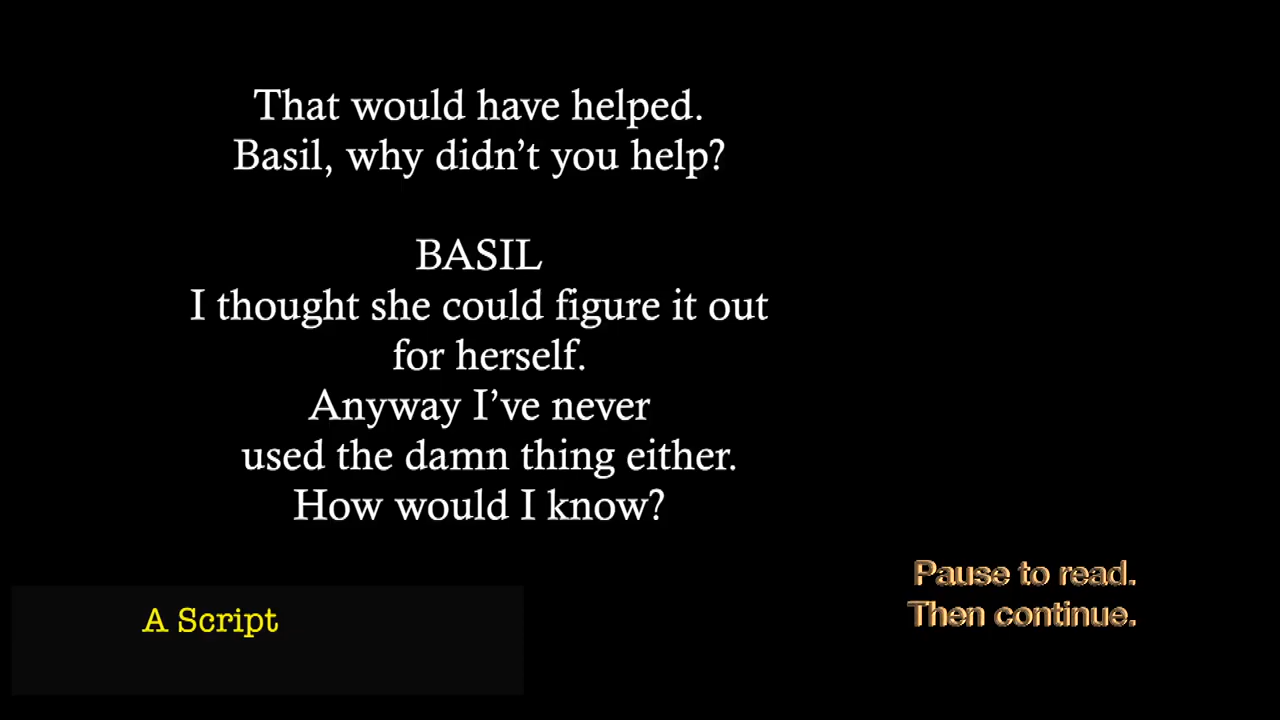 That would have helped.
Basil, why didn’t you help?
BASIL
I thought she could figure it out
for herself.
Anyway I’ve never
used the damn thing either.
How would I know?
Pause to read.
Then continue.
A Script